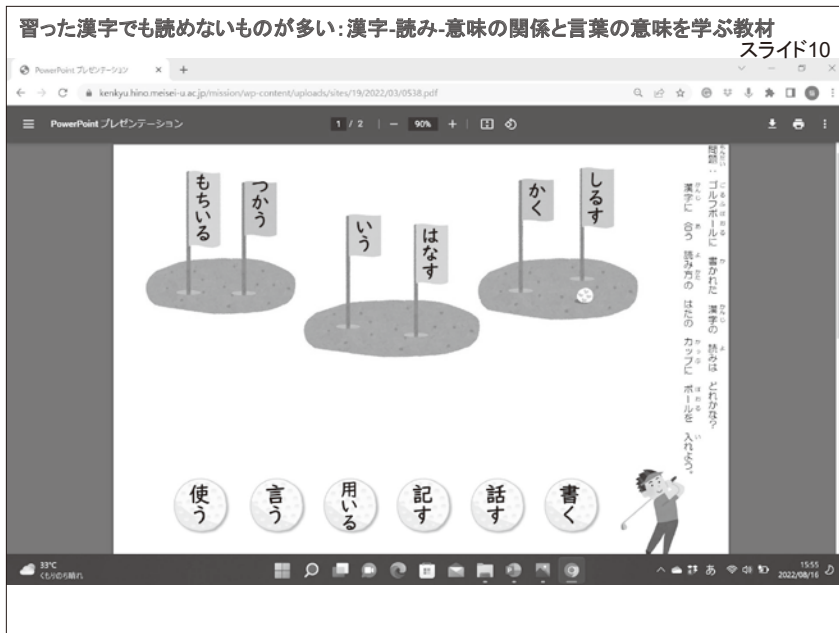 習った漢字でも読めないものが多い：漢字-読み-意味の関係と言葉の意味を学ぶ教材
スライド10
PowerPoint プレゼンテーション
kenkyu.hino.meisei-u.ac.jp/mission/wp-content/uploads/sites/19/2022/03/0538.pdf
PowerPoint プレゼンテーション
1 / 2
90%
問題：ゴルフボールに 書かれた 漢字の 読みは どれかな？
漢字に 合う 読み方の はたの カップに ボールを 入れよう。
しるす
かく
はなす
いう
つかう
もちいる
書く
話す
記す
用いる
言う
使う
33°C
くもりのち晴れ
あ
15:55
2022/08/16